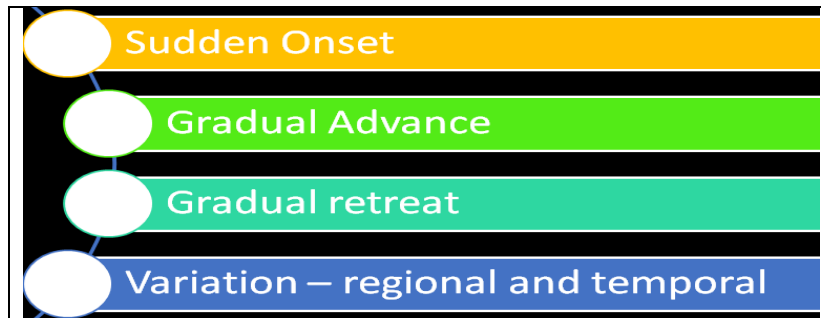 Sudden Onset
Gradual Advance
Gradual retreat
Variation – regional and temporal